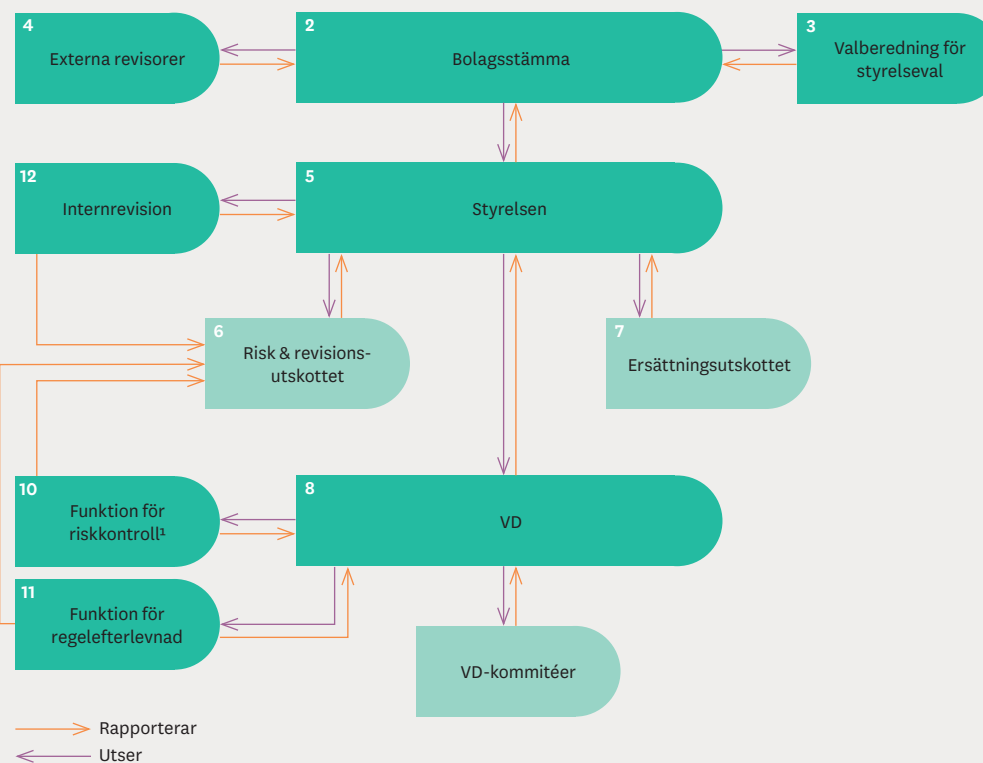 4
Externa revisorer
2
Bolagsstämma
3
Valberedning för
styrelseval
12
Internrevision
5
Styrelsen
6
Risk & revisions-
utskottet
7
Ersättningsutskottet
10
Funktion för
riskkontroll¹
8
VD
11
Funktion för
regelefterlevnad
VD-kommitéer
Rapporterar
Utser